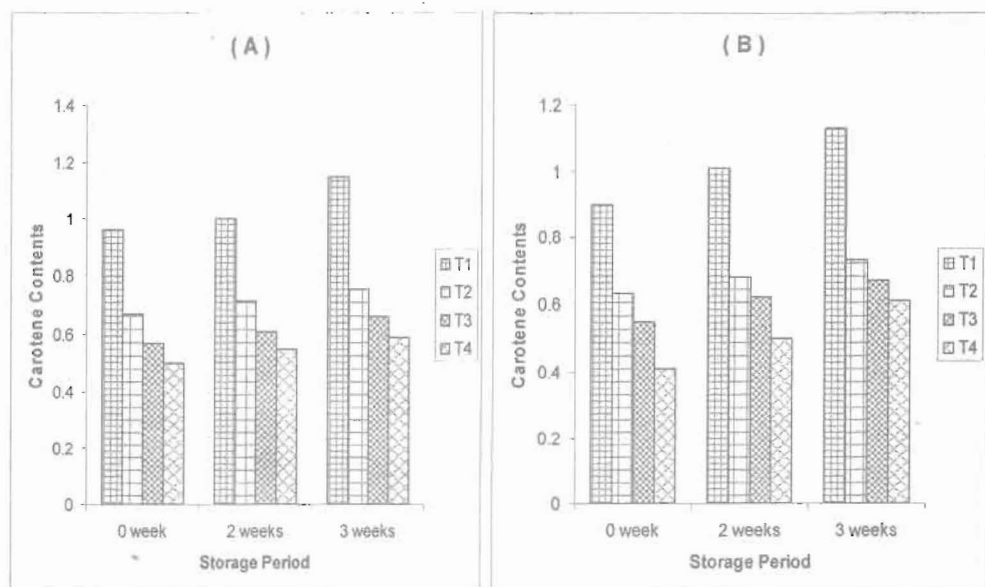 ( A )
1.4
1.2
1
0.8
0.6
0.4
0.2
0
Carotene Contents
0 week
2 weeks
3 weeks
Storage Period
T1
T2
T3
T4
( B )
1.2
1
0.8
0.6
0.4
0.2
0
Carotene Contents
0 week
2 weeks
3 weeks
Storage Period
T1
T2
T3
T4